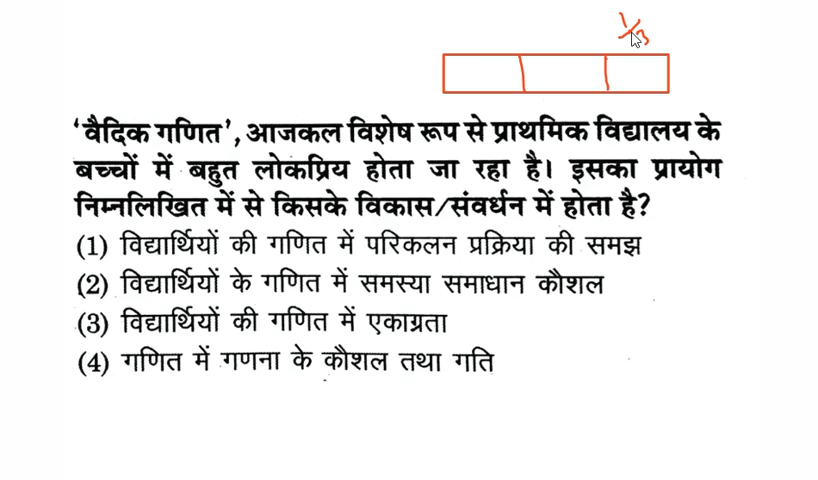 1/3
'वैदिक गणित', आजकल विशेष रूप से प्राथमिक विद्यालय के
बच्चों में बहुत लोकप्रिय होता जा रहा है। इसका प्रायोग
निम्नलिखित में से किसके विकास/संवर्धन में होता है?
(1) विद्यार्थियों की गणित में परिकलन प्रक्रिया की समझ
(2) विद्यार्थियों के गणित में समस्या समाधान कौशल
(3) विद्यार्थियों की गणित में एकाग्रता
(4) गणित में गणना के कौशल तथा गति